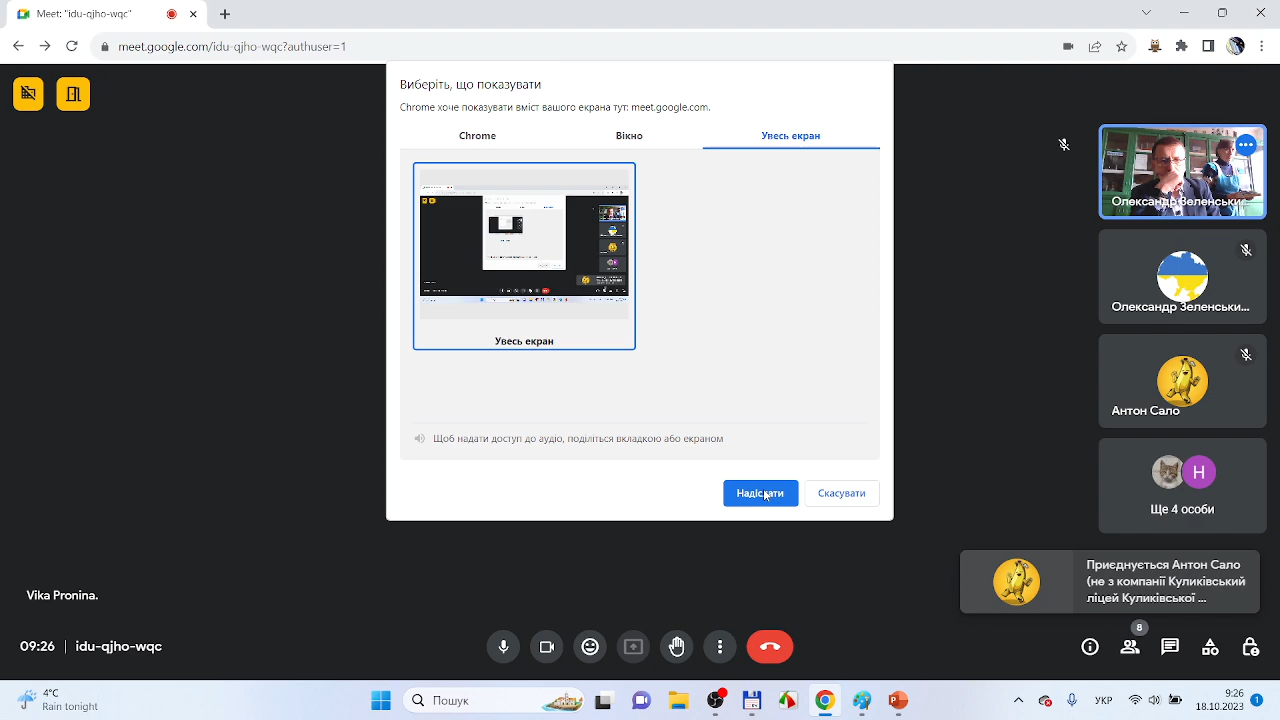 Meet: "idu-qjho-wqc"
meet.google.com/idu-qjho-wqc?authuser=1
Виберіть, що показувати
Chrome хоче показувати вміст вашого екрана тут: meet.google.com.
Chrome
Вікно
Увесь екран
Увесь екран
Щоб надати доступ до аудіо, поділіться вкладкою або екраном
Надіслати
Скасувати
Олександр Зеленськи...
Олександр Зеленськи...
Антон Сало
Н
Ще 4 особи
Приєднується Антон Сало
(не з компанії Куликівський
ліцей Куликівської ...
Vika Pronina.
09:26
idu-qjho-wqc
8
4°C
Rain tonight
Пошук
УКР
9:26
18.10.2023
1